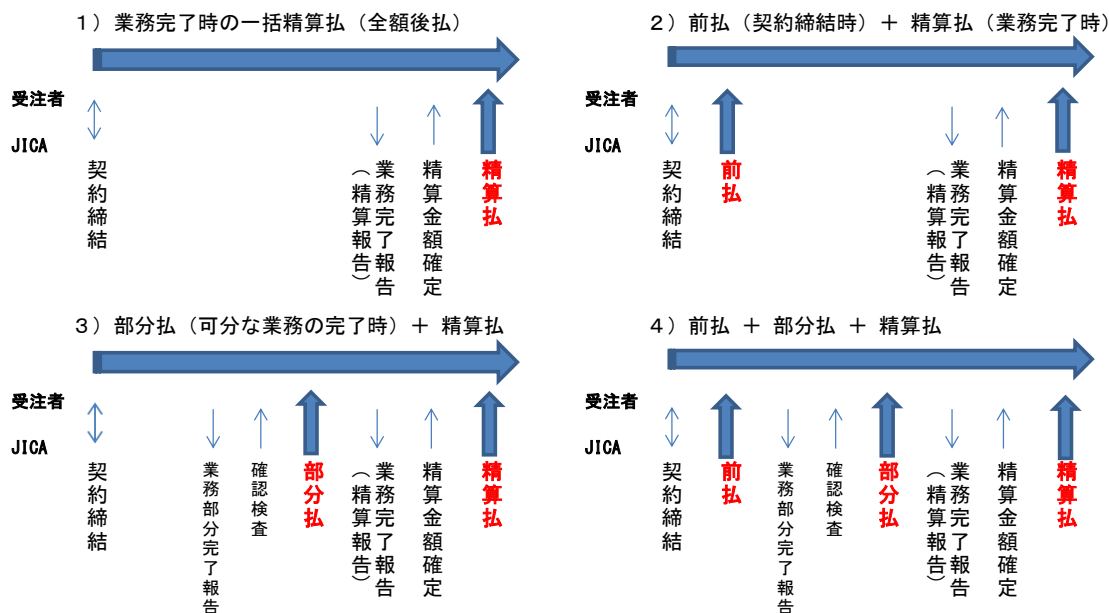 １）業務完了時の一括精算払（全額後払）
受注者
JICA
契約締結
業務完了報告
（精算報告）
精算金額確定
精算払
２）前払（契約締結時）＋ 精算払（業務完了時）
受注者
JICA
契約締結
前払
業務完了報告
（精算報告）
精算金額確定
精算払
３）部分払（可分な業務の完了時）＋ 精算払
受注者
JICA
契約締結
業務部分完了報告
確認検査
部分払
業務完了報告
（精算報告）
精算金額確定
精算払
４）前払 ＋ 部分払 ＋ 精算払
受注者
JICA
契約締結
前払
業務部分完了報告
確認検査
部分払
業務完了報告
（精算報告）
精算金額確定
精算払